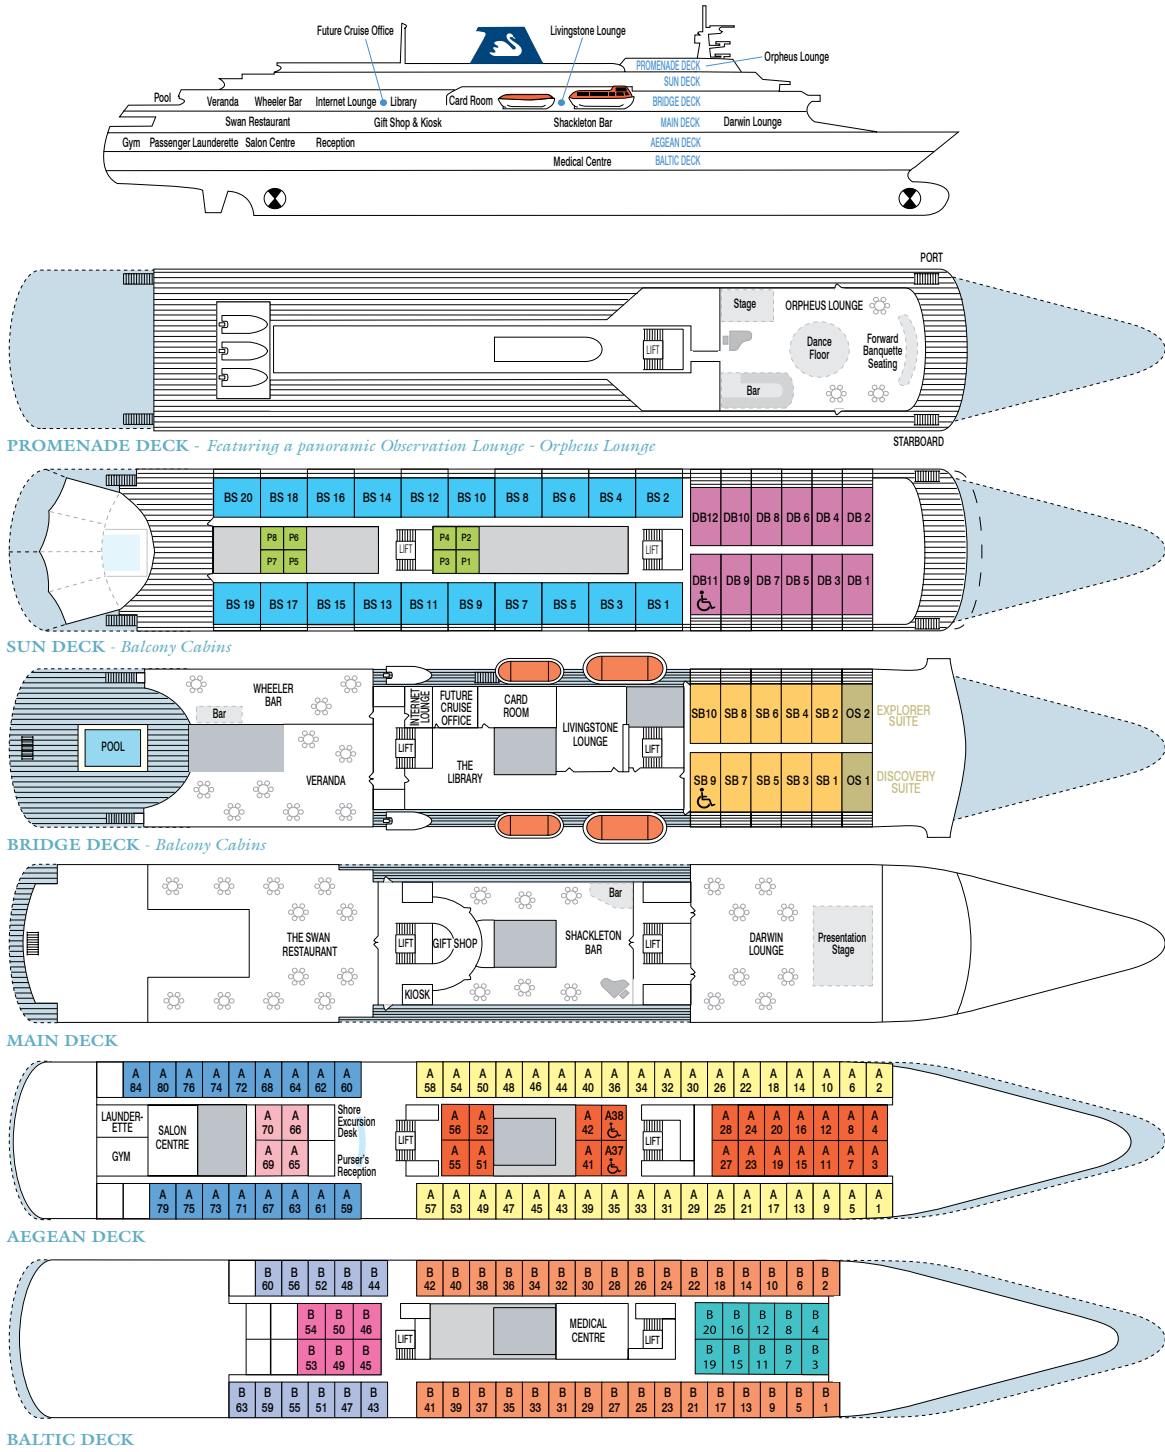 Future Cruise Office
Livingstone Lounge
Orpheus Lounge
PROMENADE DECK
SUN DECK
Pool
Veranda
Wheeler Bar
Internet Lounge
Library
Card Room
BRIDGE DECK
Swan Restaurant
Gift Shop & Kiosk
Shackleton Bar
MAIN DECK
Darwin Lounge
Gym
Passenger Launderette
Salon Centre
Reception
AEGEAN DECK
Medical Centre
BALTIC DECK
PORT
Stage
ORPHEUS LOUNGE
LIFT
Dance
Floor
Forward
Banquette
Seating
Bar
STARBOARD
PROMENADE DECK - Featuring a panoramic Observation Lounge - Orpheus Lounge
BS 20 BS 18 BS 16 BS 14 BS 12 BS 10 BS 8 BS 6 BS 4 BS 2
DB12 DB10 DB 8 DB 6 DB 4 DB 2
P8 P6
P7 P5
LIFT
P4 P2
P3 P1
LIFT
DB11 DB 9 DB 7 DB 5 DB 3 DB 1
BS 19 BS 17 BS 15 BS 13 BS 11 BS 9 BS 7 BS 5 BS 3 BS 1
SUN DECK - Balcony Cabins
WHEELER
BAR
Bar
INTERNET
LOUNGE
FUTURE
CRUISE
OFFICE
CARD
ROOM
LIVINGSTONE
LOUNGE
SB10 SB 8 SB 6 SB 4 SB 2 OS 2
EXPLORER
SUITE
POOL
LIFT
LIFT
THE
LIBRARY
VERANDA
SB 9 SB 7 SB 5 SB 3 SB 1 OS 1
DISCOVERY
SUITE
BRIDGE DECK - Balcony Cabins
THE SWAN
RESTAURANT
LIFT
GIFT SHOP
KIOSK
SHACKLETON
BAR
Bar
LIFT
DARWIN
LOUNGE
Presentation
Stage
MAIN DECK
A 84 A 80 A 76 A 74 A 72 A 68 A 64 A 62 A 60
A 58 A 54 A 50 A 48 A 46 A 44 A 40 A 36 A 34 A 32 A 30 A 26 A 22 A 18 A 14 A 10 A 6 A 2
LAUNDER-
ETTE
GYM
SALON
CENTRE
A 70 A 66
A 69 A 65
Shore
Excursion
Desk
Purser's
Reception
LIFT
A 56 A 52
A 55 A 51
A 42 A38
A 41 A37
LIFT
A 28 A 24 A 20 A 16 A 12 A 8 A 4
A 27 A 23 A 19 A 15 A 11 A 7 A 3
A 79 A 75 A 73 A 71 A 67 A 63 A 61 A 59
A 57 A 53 A 49 A 47 A 45 A 43 A 39 A 35 A 33 A 31 A 29 A 25 A 21 A 17 A 13 A 9 A 5 A 1
AEGEAN DECK
B 60 B 56 B 52 B 48 B 44
B 42 B 40 B 38 B 36 B 34 B 32 B 30 B 28 B 26 B 24 B 22 B 18 B 14 B 10 B 6 B 2
B 54 B 50 B 46
B 53 B 49 B 45
LIFT
MEDICAL
CENTRE
LIFT
B 20 B 16 B 12 B 8 B 4
B 19 B 15 B 11 B 7 B 3
B 63 B 59 B 55 B 51 B 47 B 43
B 41 B 39 B 37 B 35 B 33 B 31 B 29 B 27 B 25 B 23 B 21 B 17 B 13 B 9 B 5 B 1
BALTIC DECK